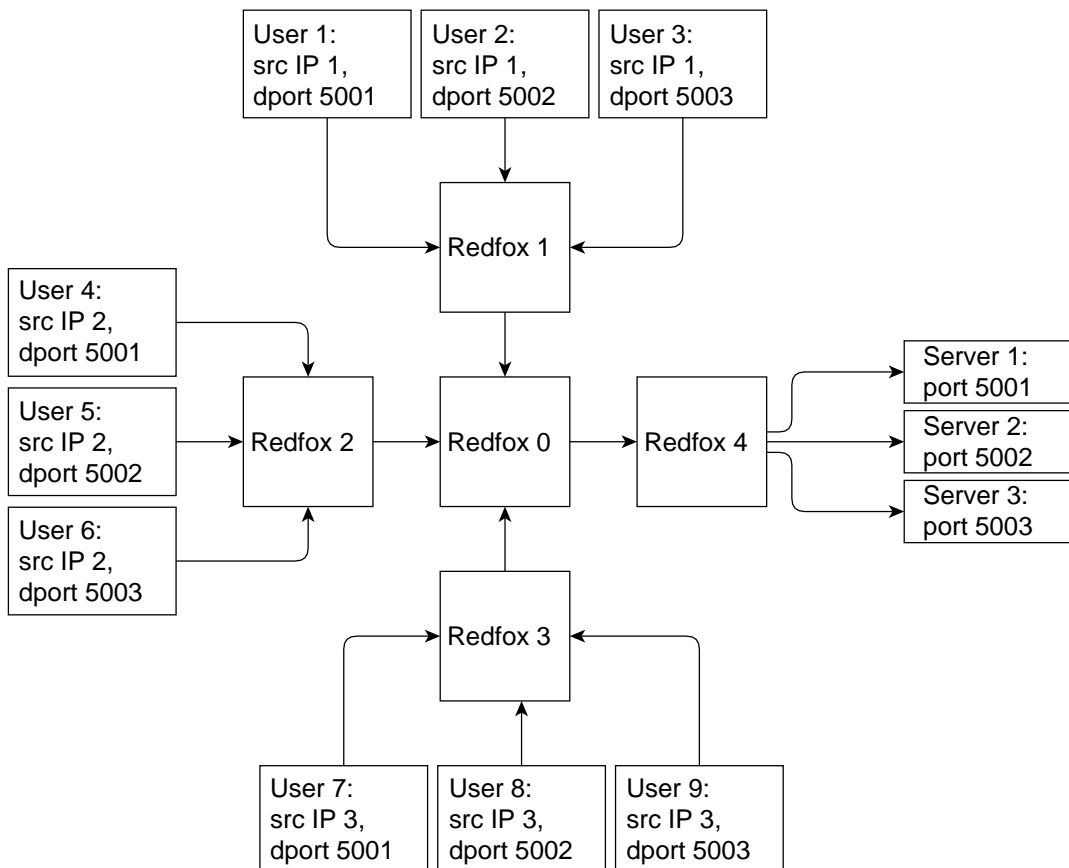 User 1:
src IP 1,
dport 5001
User 2:
src IP 1,
dport 5002
User 3:
src IP 1,
dport 5003
Redfox 1
User 4:
src IP 2,
dport 5001
User 5:
src IP 2,
dport 5002
User 6:
src IP 2,
dport 5003
Redfox 2
Redfox 0
Redfox 4
Server 1:
port 5001
Server 2:
port 5002
Server 3:
port 5003
Redfox 3
User 7:
src IP 3,
dport 5001
User 8:
src IP 3,
dport 5002
User 9:
src IP 3,
dport 5003